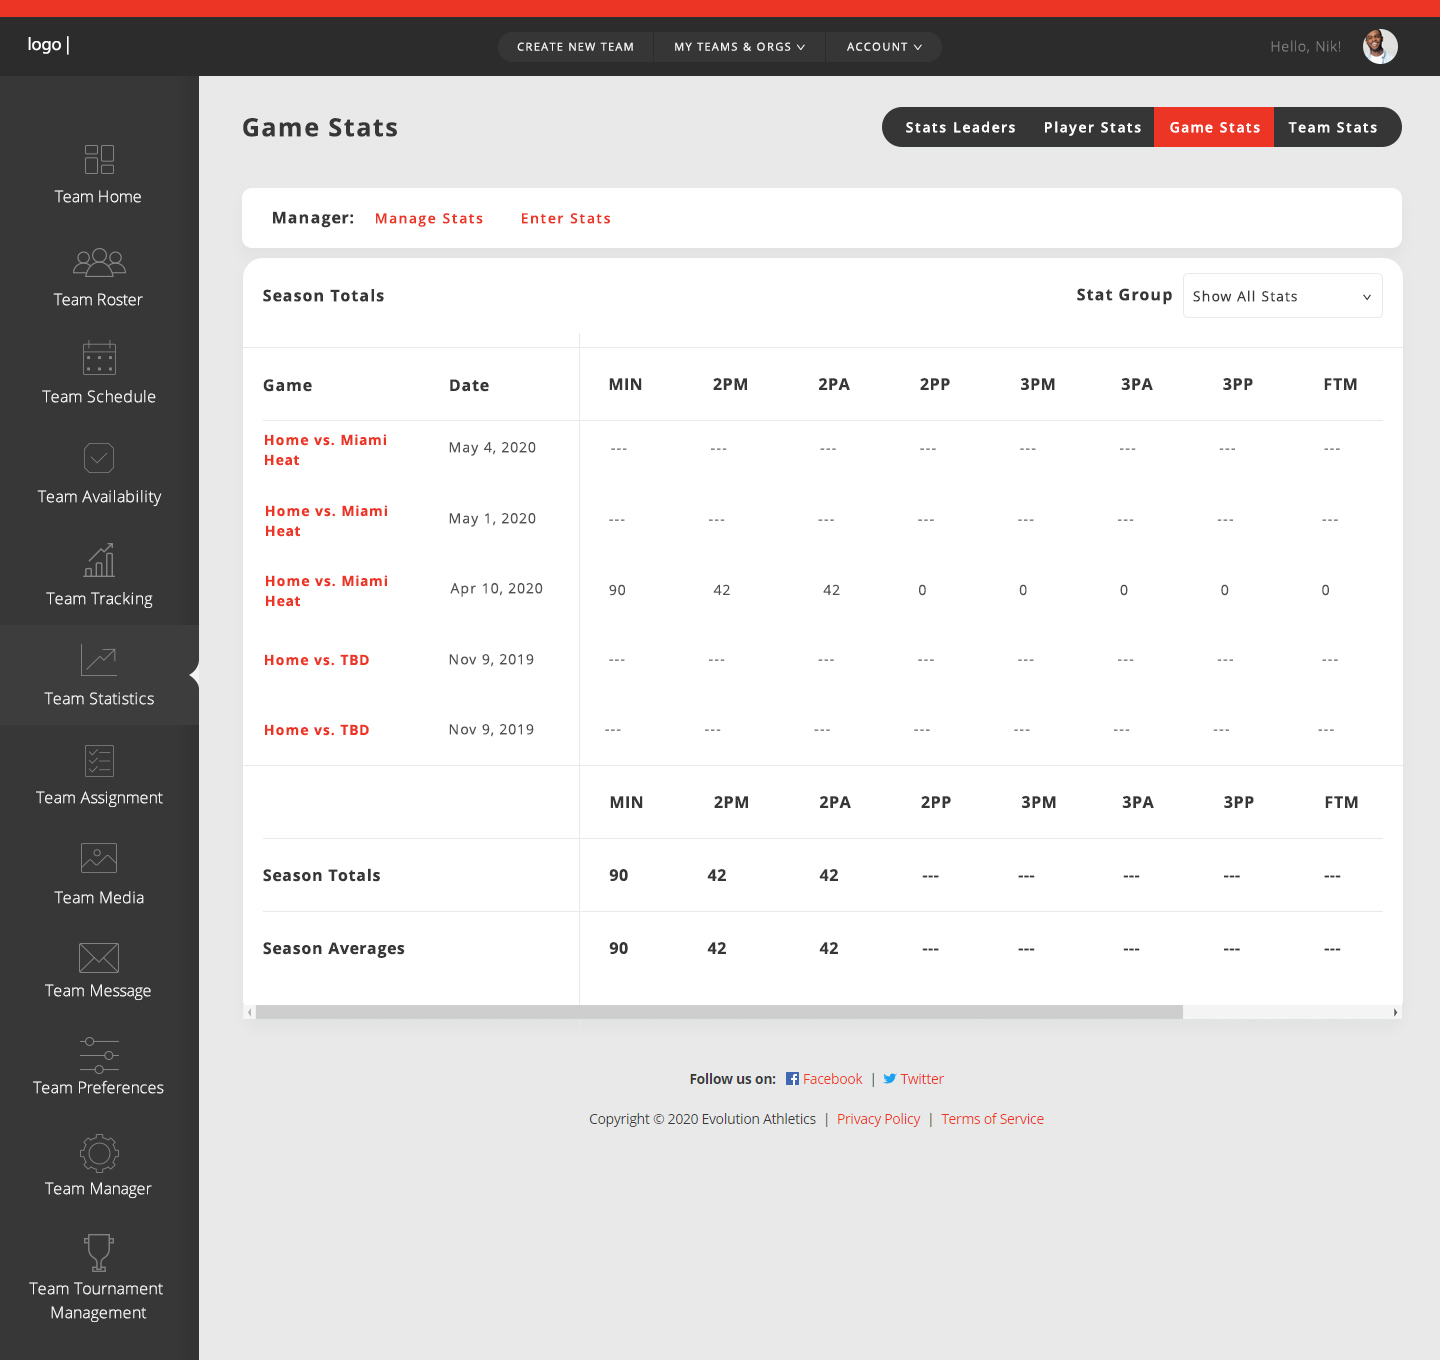 logo |
CREATE NEW TEAM MY TEAMS & ORGS ACCOUNT
Hello, Nik!
Team Home
Team Roster
Team Schedule
Team Availability
Team Tracking
Team Statistics
Team Assignment
Team Media
Team Message
Team Preferences
Team Manager
Team Tournament
Management
Game Stats
Stats Leaders Player Stats Game Stats Team Stats
Manager: Manage Stats Enter Stats
Season Totals
Stat Group Show All Stats
Game Date MIN 2PM 2PA 2PP 3PM 3PA 3PP FTM
Home vs. Miami
Heat
May 4, 2020 --- --- --- --- --- --- --- ---
Home vs. Miami
Heat
May 1, 2020 --- --- --- --- --- --- --- ---
Home vs. Miami
Heat
Apr 10, 2020 90 42 42 0 0 0 0 0
Home vs. TBD Nov 9, 2019 --- --- --- --- --- --- --- ---
Home vs. TBD Nov 9, 2019 --- --- --- --- --- --- --- ---
MIN 2PM 2PA 2PP 3PM 3PA 3PP FTM
Season Totals 90 42 42 --- --- --- --- ---
Season Averages 90 42 42 --- --- --- --- ---
Follow us on: Facebook | Twitter
Copyright © 2020 Evolution Athletics | Privacy Policy | Terms of Service